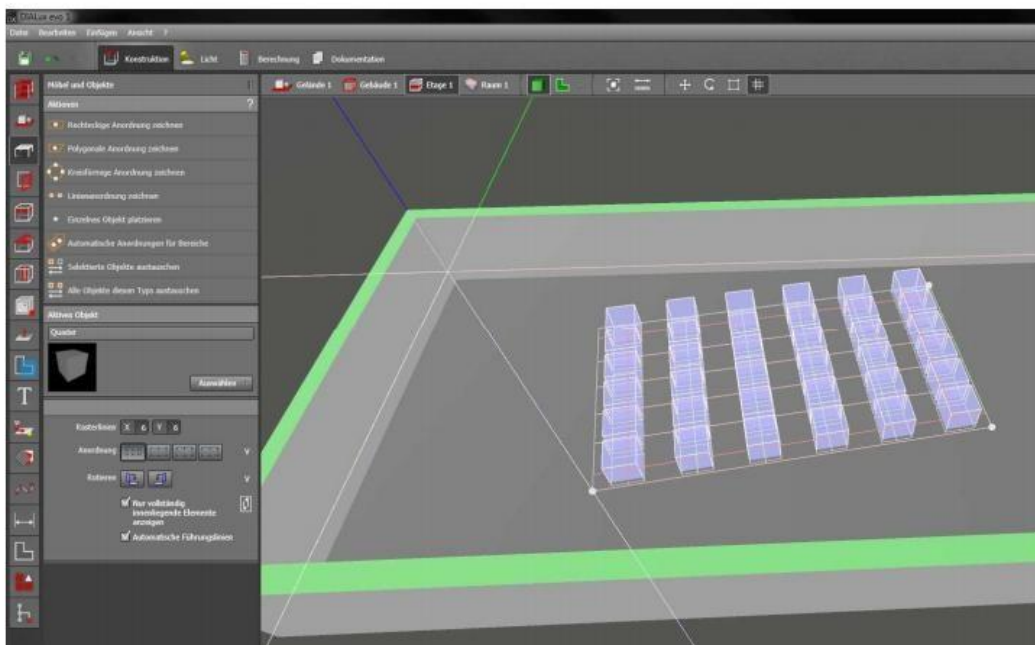 DIALux evo 1
Datei Bearbeiten Einfügen Ansicht ?
Konstruktion Licht Berechnung Dokumentation
Möbel und Objekte
Gelände 1 Gebäude 1 Etage 1 Raum 1
Aktionen ?
Rechteckige Anordnung zeichnen
Polygonale Anordnung zeichnen
Kreisförmige Anordnung zeichnen
Linienanordnung zeichnen
Einzelnes Objekt platzieren
Automatische Anordnungen für Bereiche
Selektierte Objekte austauschen
Alle Objekte diesen Typs austauschen
Aktives Objekt
Quader
Auswählen
Rasterlinien X 6 Y 6
Anordnung
Rotieren
Nur vollständig
innenliegende Elemente
anzeigen
Automatische Führungslinien
T